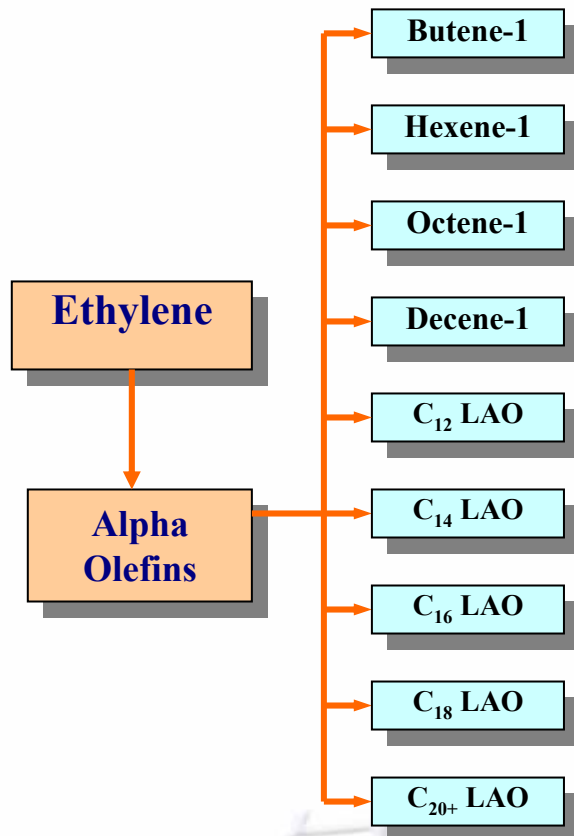 Butene-1
Hexene-1
Octene-1
Ethylene
Decene-1
C₁₂ LAO
Alpha
Olefins
C₁₄ LAO
C₁₆ LAO
C₁₈ LAO
C₂₀₊ LAO